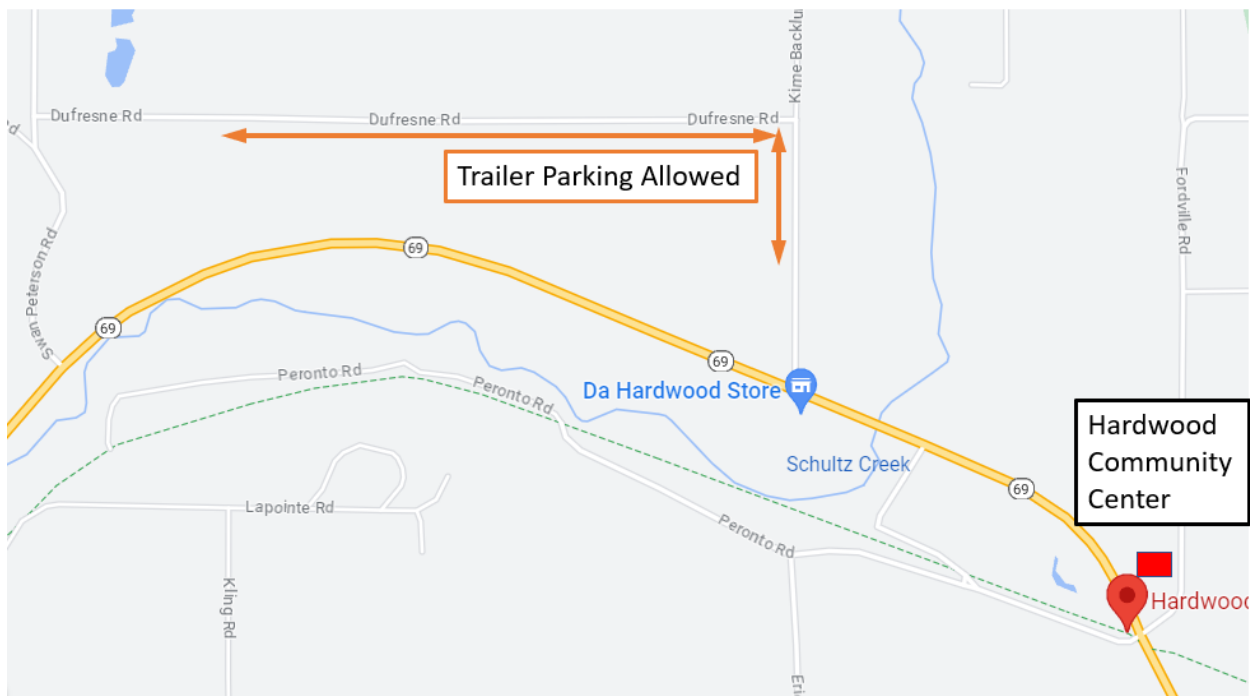 Kime Backlu
Dufresne Rd
Dufresne Rd
Dufresne Rd
Trailer Parking Allowed
Fordville Rd
Swan Peterson Rd
69
69
69
Peronto Rd
Peronto Rd
Da Hardwood Store
Hardwood
Community
Center
Schultz Creek
69
Lapointe Rd
Peronto Rd
Kling Rd
Hardwood
Eri